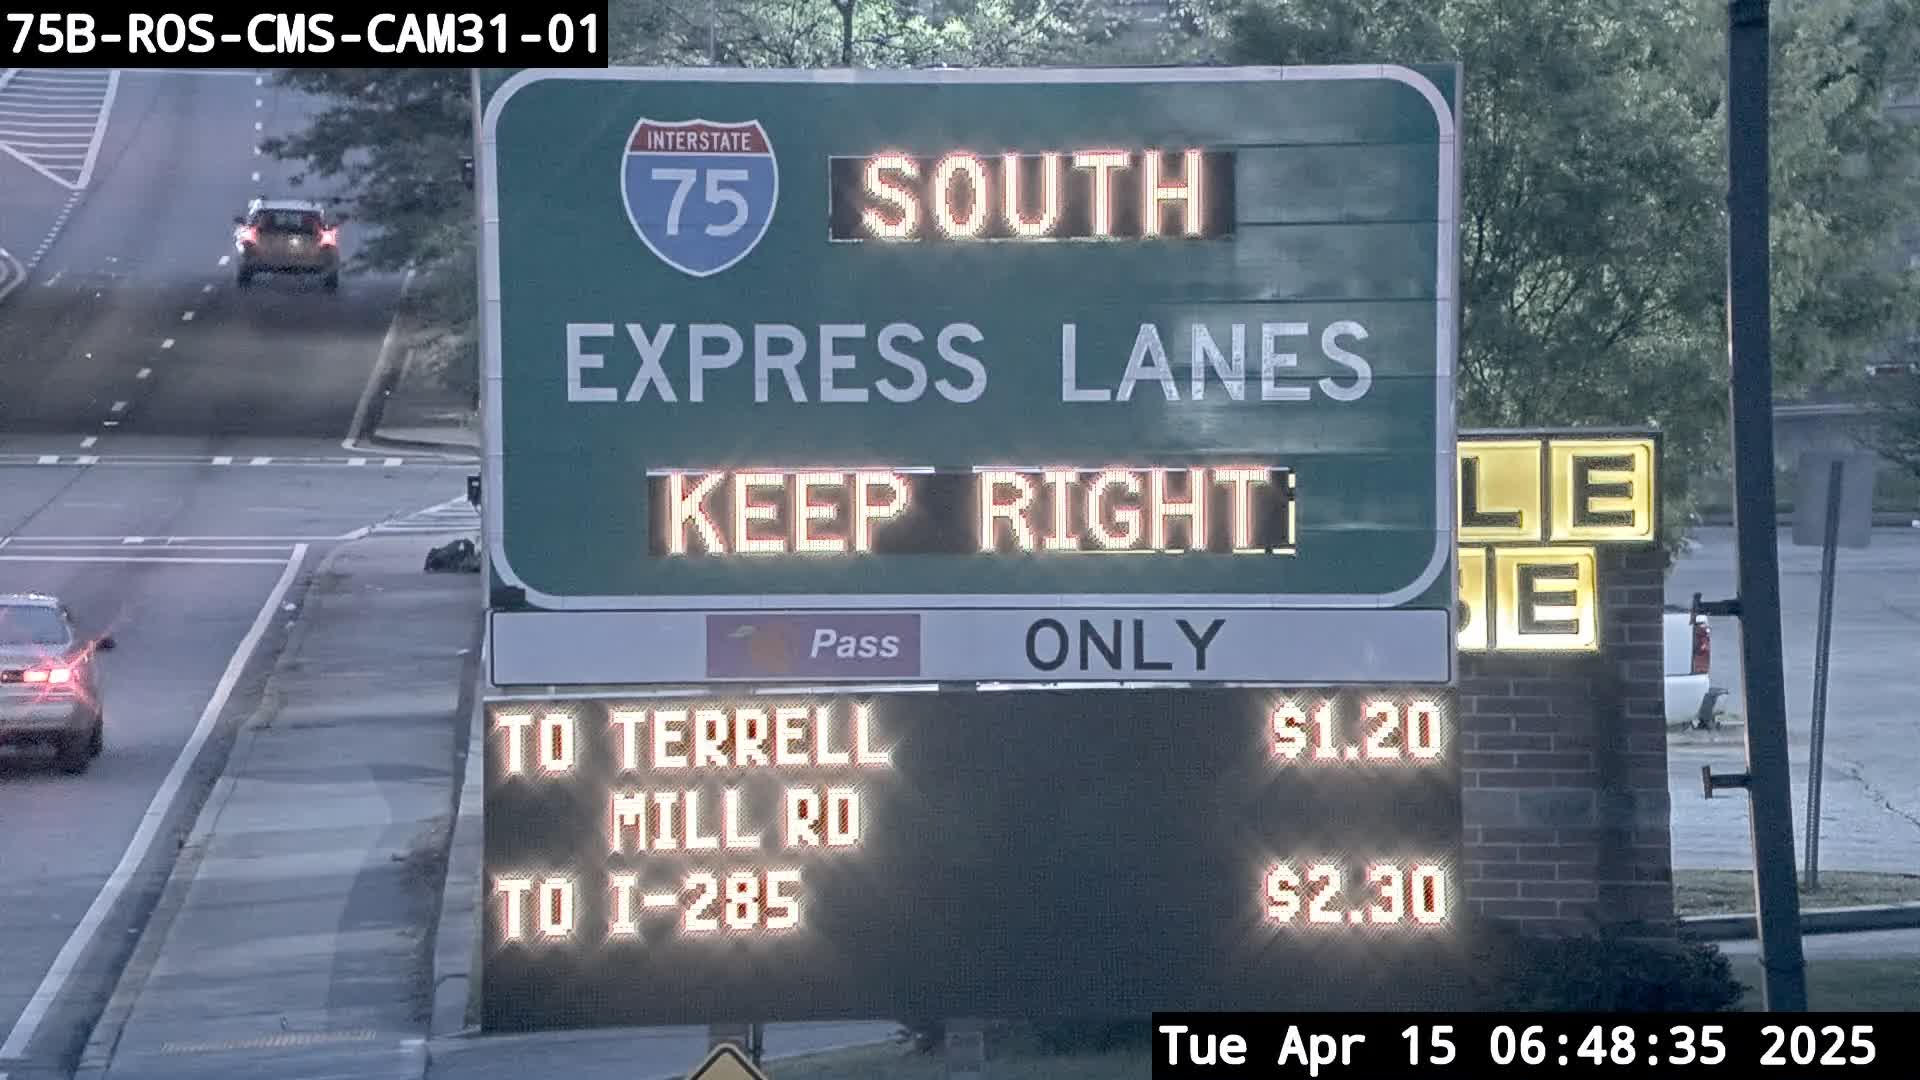 75B-ROS-CMS-CAM31-01
INTERSTATE
75
SOUTH
EXPRESS LANES
KEEP RIGHT
Pass ONLY
TO TERRELL $1.20
MILL RD
TO I-285 $2.30
LE
E
Tue Apr 15 06:48:35 2025